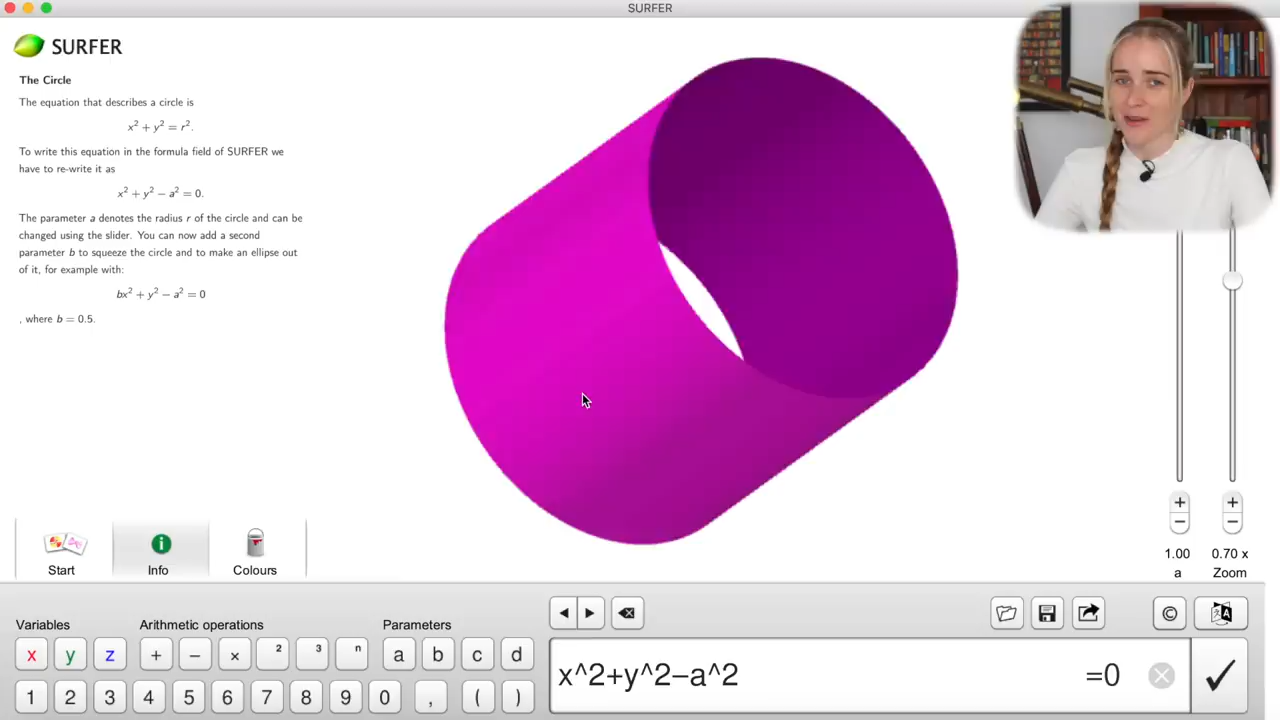 SURFER
SURFER
The Circle
The equation that describes a circle is
x² + y² = r².
To write this equation in the formula field of SURFER we
have to re-write it as
x² + y² − a² = 0.
The parameter a denotes the radius r of the circle and can be
changed using the slider. You can now add a second
parameter b to squeeze the circle and to make an ellipse out
of it, for example with:
bx² + y² − a² = 0
, where b = 0.5.
+ +
− −
1.00 0.70 x
a Zoom
Start Info Colours
Variables Arithmetic operations Parameters
x y z + − × ² ³ ⁿ a b c d
1 2 3 4 5 6 7 8 9 0 , ( )
©
x^2+y^2−a^2 =0